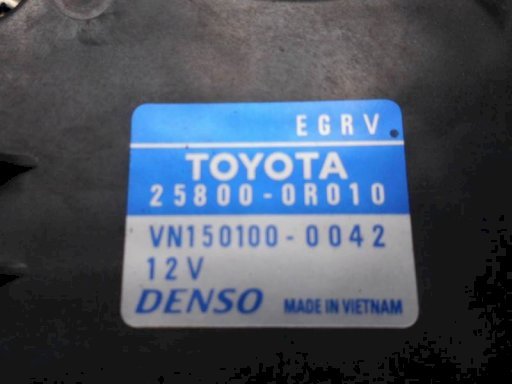 EGRV
TOYOTA
25800-0R010
VN150100-0042
12V
DENSO MADE IN VIETNAM